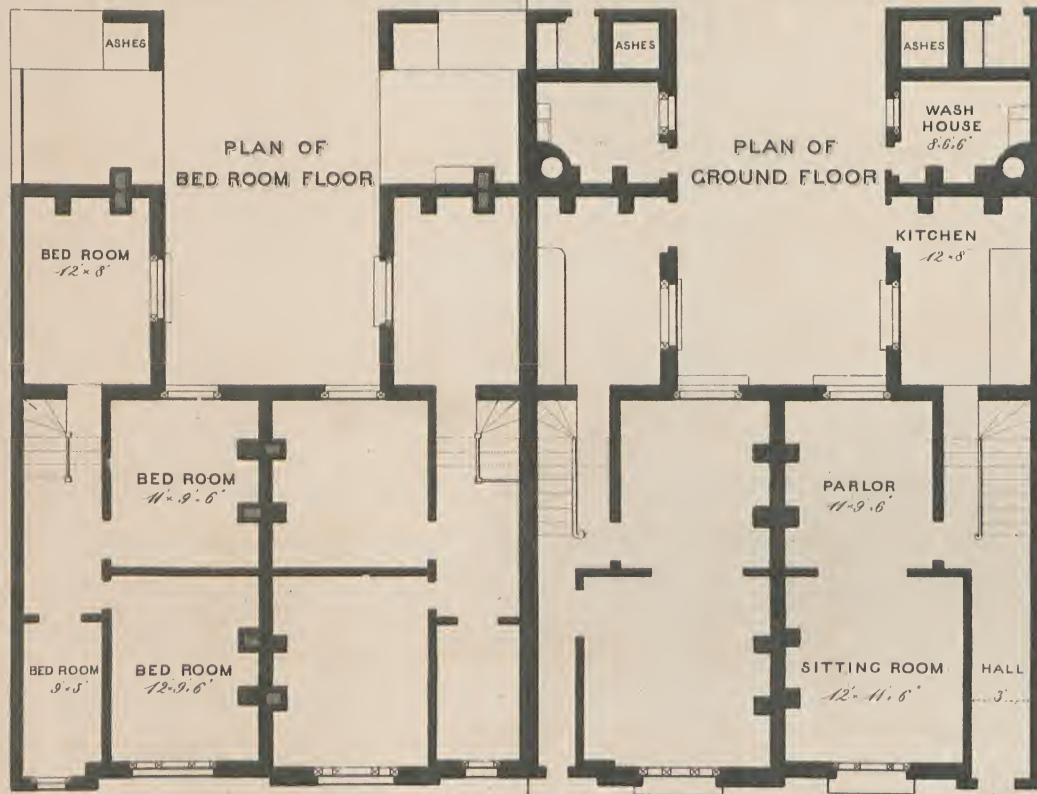 ASHES
PLAN OF
BED ROOM FLOOR
BED ROOM
12' × 8'
BED ROOM
11' × 9'. 6"
BED ROOM
9' × 5'
BED ROOM
12' × 9'. 6"
ASHES
ASHES
PLAN OF
GROUND FLOOR
WASH
HOUSE
8'. 6'. 6"
KITCHEN
12' × 8'
PARLOR
11' × 9'. 6"
SITTING ROOM
12' × 11'. 6"
HALL
3'